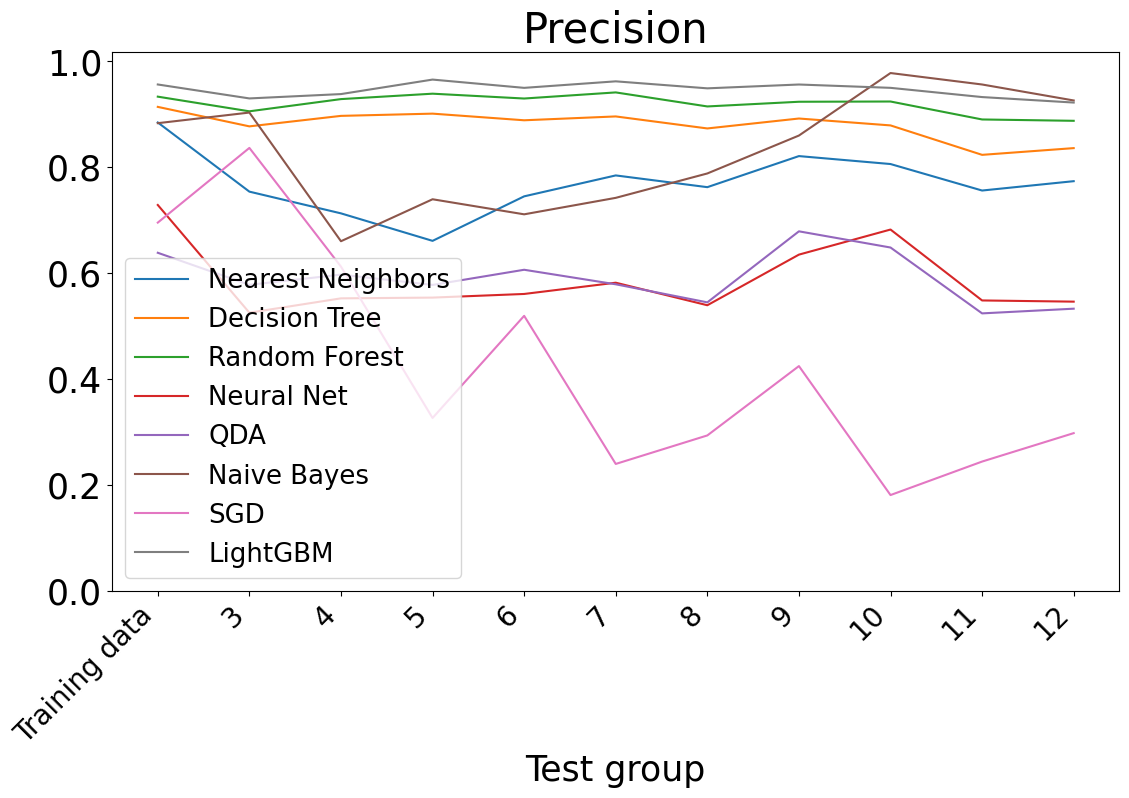 Precision
1.0
0.8
0.6
0.4
0.2
0.0
Nearest Neighbors
Decision Tree
Random Forest
Neural Net
QDA
Naive Bayes
SGD
LightGBM
Training data
3
4
5
6
7
8
9
10
11
12
Test group